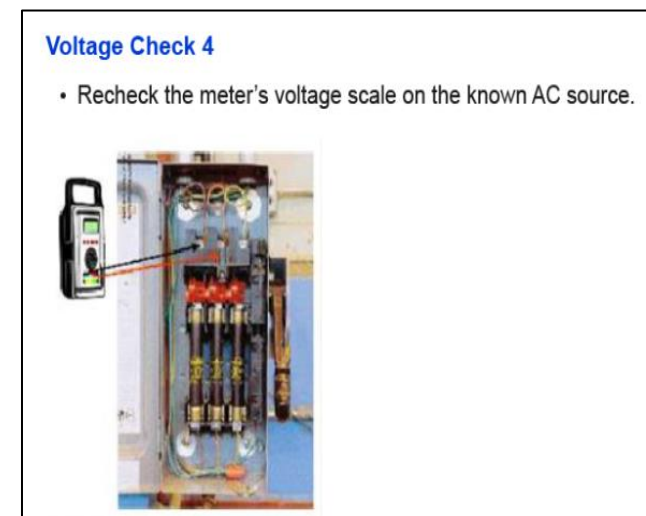 Voltage Check 4
• Recheck the meter's voltage scale on the known AC source.